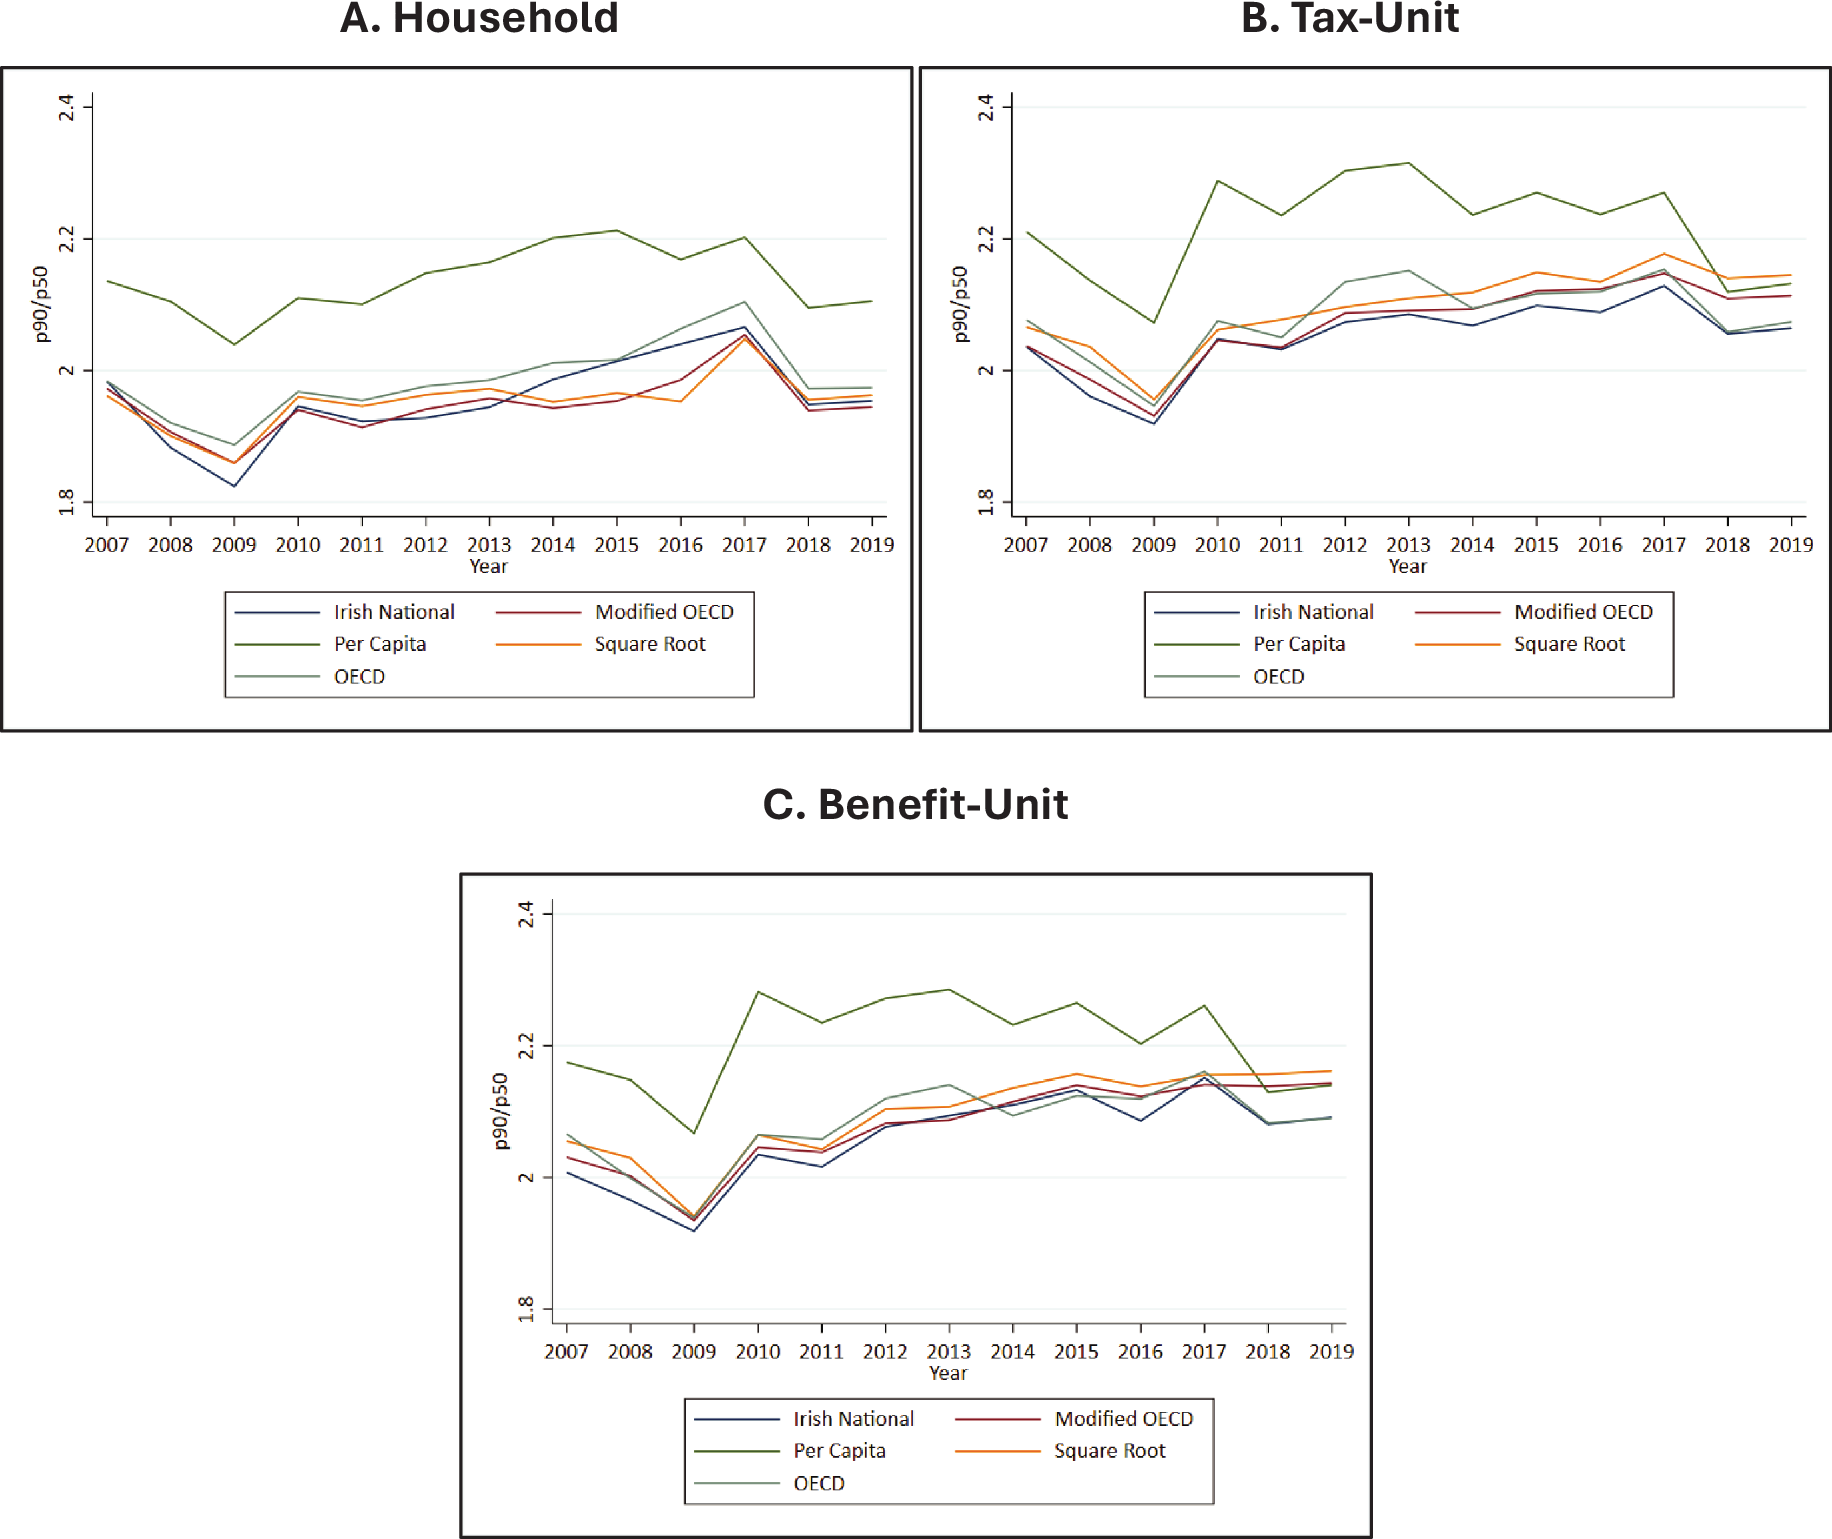 A. Household
2.4
2.2
2
1.8
p90/p50
2007 2008 2009 2010 2011 2012 2013 2014 2015 2016 2017 2018 2019
Year
Irish National Modified OECD
Per Capita Square Root
OECD
B. Tax-Unit
2.4
2.2
2
1.8
p90/p50
2007 2008 2009 2010 2011 2012 2013 2014 2015 2016 2017 2018 2019
Year
Irish National Modified OECD
Per Capita Square Root
OECD
C. Benefit-Unit
2.4
2.2
2
1.8
p90/p50
2007 2008 2009 2010 2011 2012 2013 2014 2015 2016 2017 2018 2019
Year
Irish National Modified OECD
Per Capita Square Root
OECD